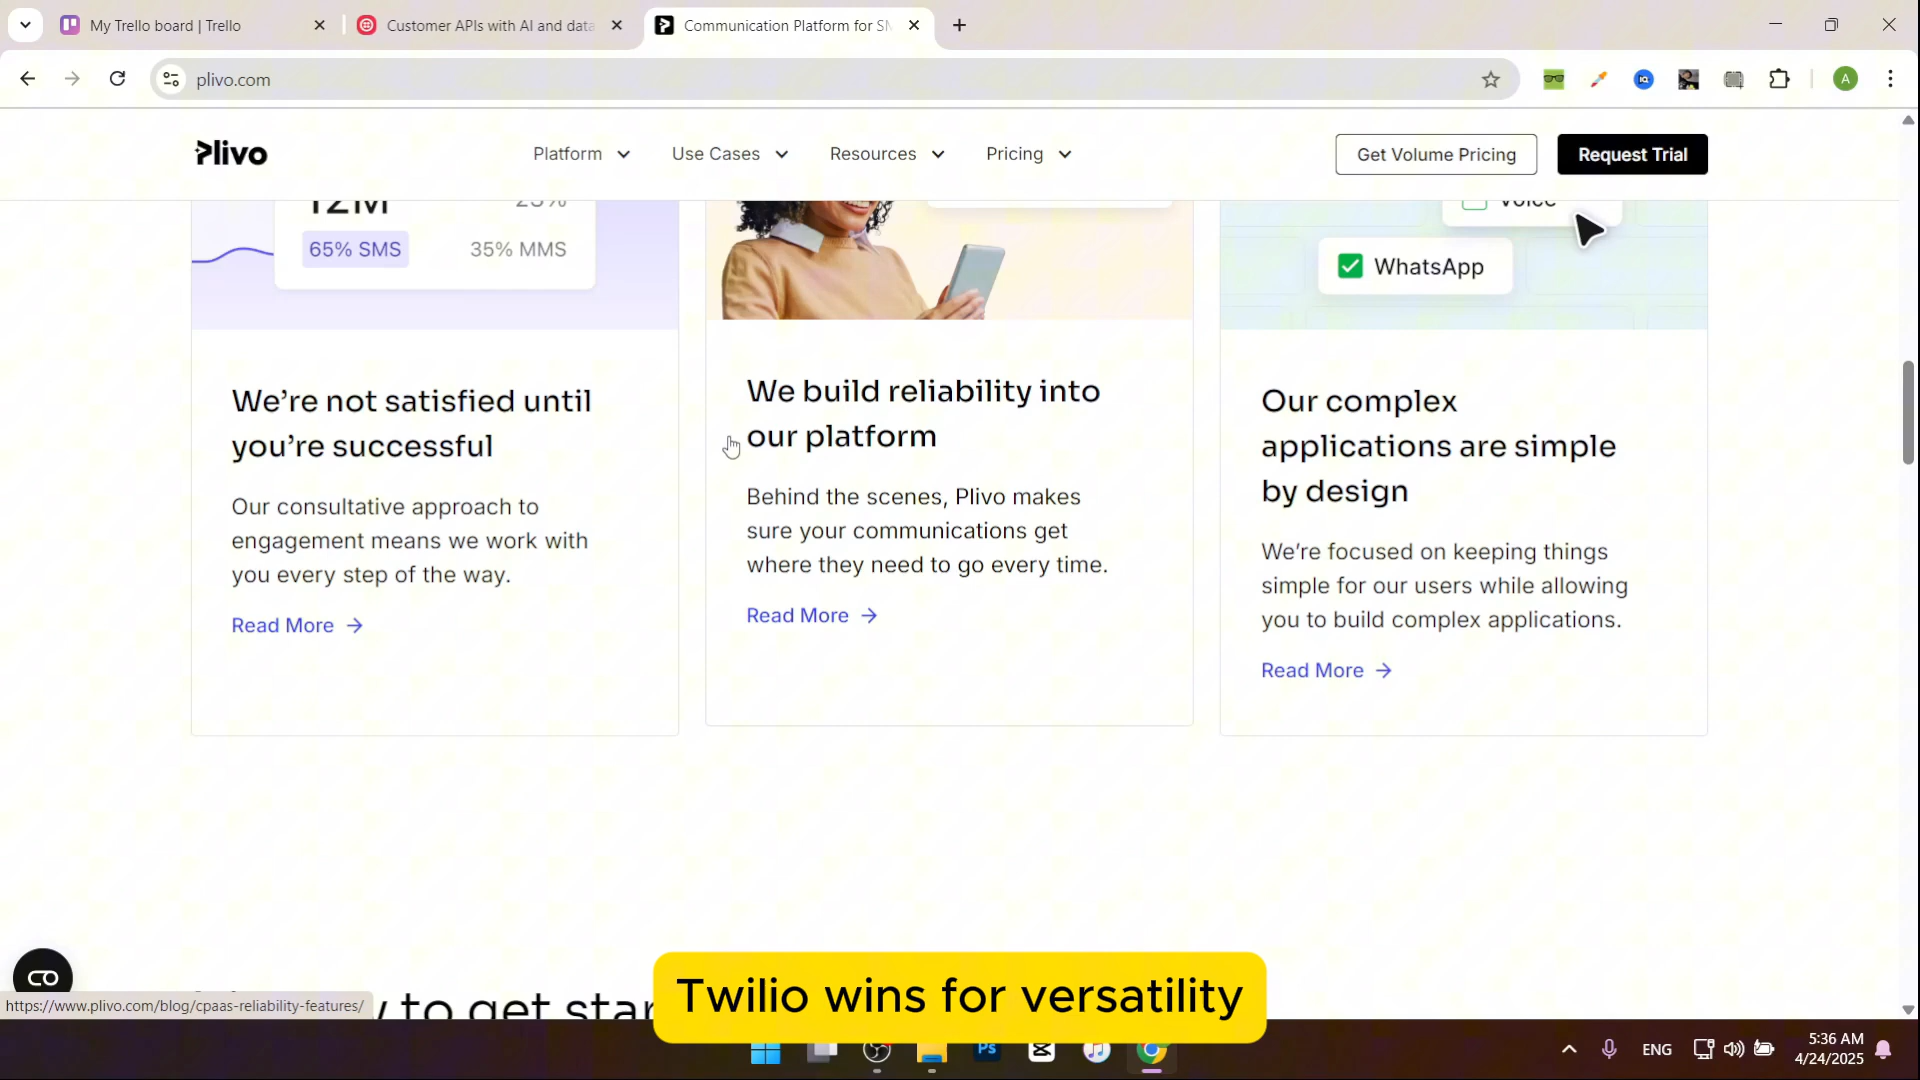 My Trello board | Trello
Customer APIs with AI and data
Communication Platform for SM
plivo.com
A
Plivo
Platform
Use Cases
Resources
Pricing
Get Volume Pricing
Request Trial
12M
23%
65% SMS
35% MMS
Voice
WhatsApp
We're not satisfied until
you're successful
Our consultative approach to
engagement means we work with
you every step of the way.
Read More →
We build reliability into
our platform
Behind the scenes, Plivo makes
sure your communications get
where they need to go every time.
Read More →
Our complex
applications are simple
by design
We're focused on keeping things
simple for our users while allowing
you to build complex applications.
Read More →
to get star
https://www.plivo.com/blog/cpaas-reliability-features/
Twilio wins for versatility
Ps
ENG
5:36 AM
4/24/2025